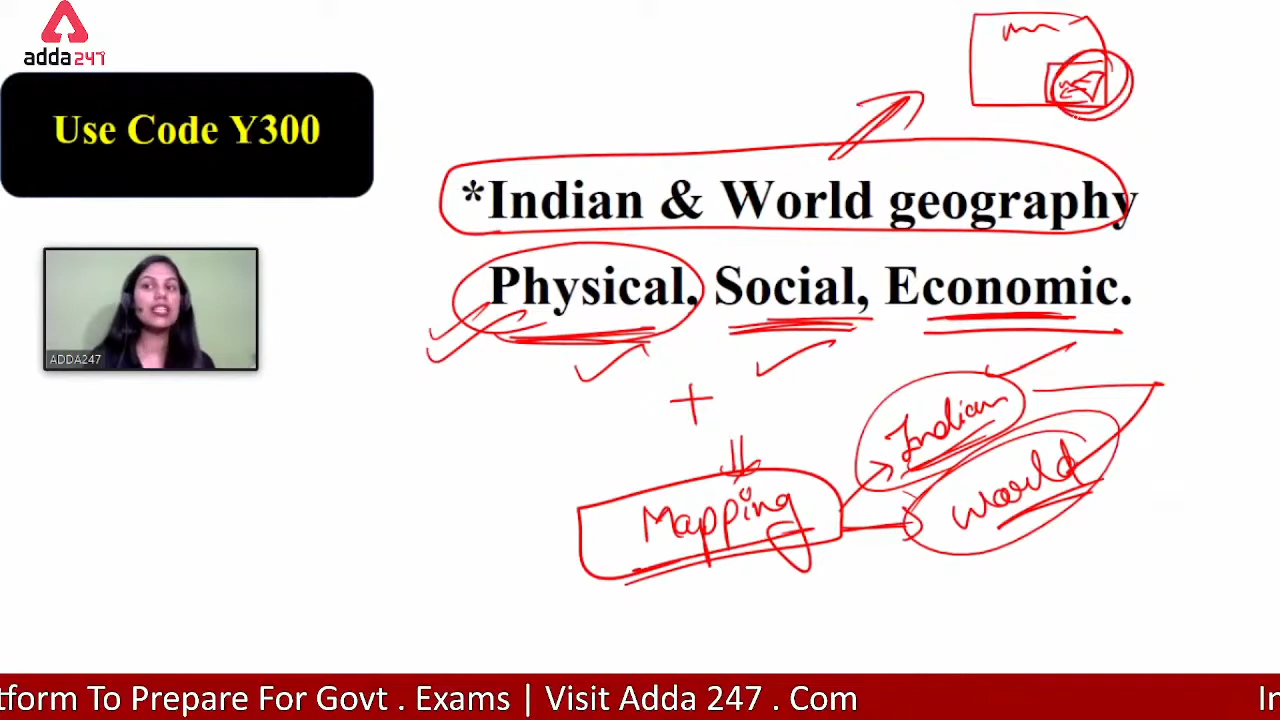 adda247
Use Code Y300
*Indian & World geography
Physical, Social, Economic.
ADDA247
Indian
World
Mapping
tform To Prepare For Govt . Exams | Visit Adda 247 . Com
In